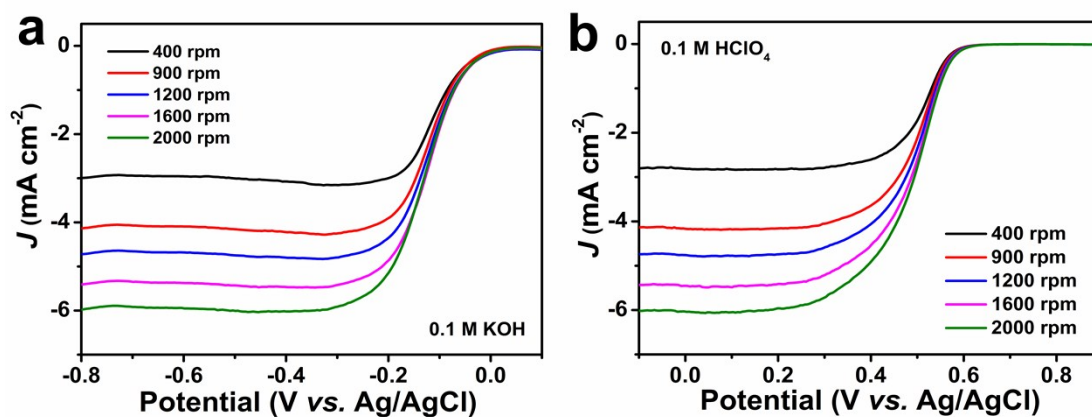 a
0
-2
-4
-6
J (mA cm-2)
400 rpm
900 rpm
1200 rpm
1600 rpm
2000 rpm
0.1 M KOH
-0.8
-0.6
-0.4
-0.2
0.0
Potential (V vs. Ag/AgCl)
b
0
-2
-4
-6
J (mA cm-2)
0.1 M HClO4
400 rpm
900 rpm
1200 rpm
1600 rpm
2000 rpm
0.0
0.2
0.4
0.6
0.8
Potential (V vs. Ag/AgCl)